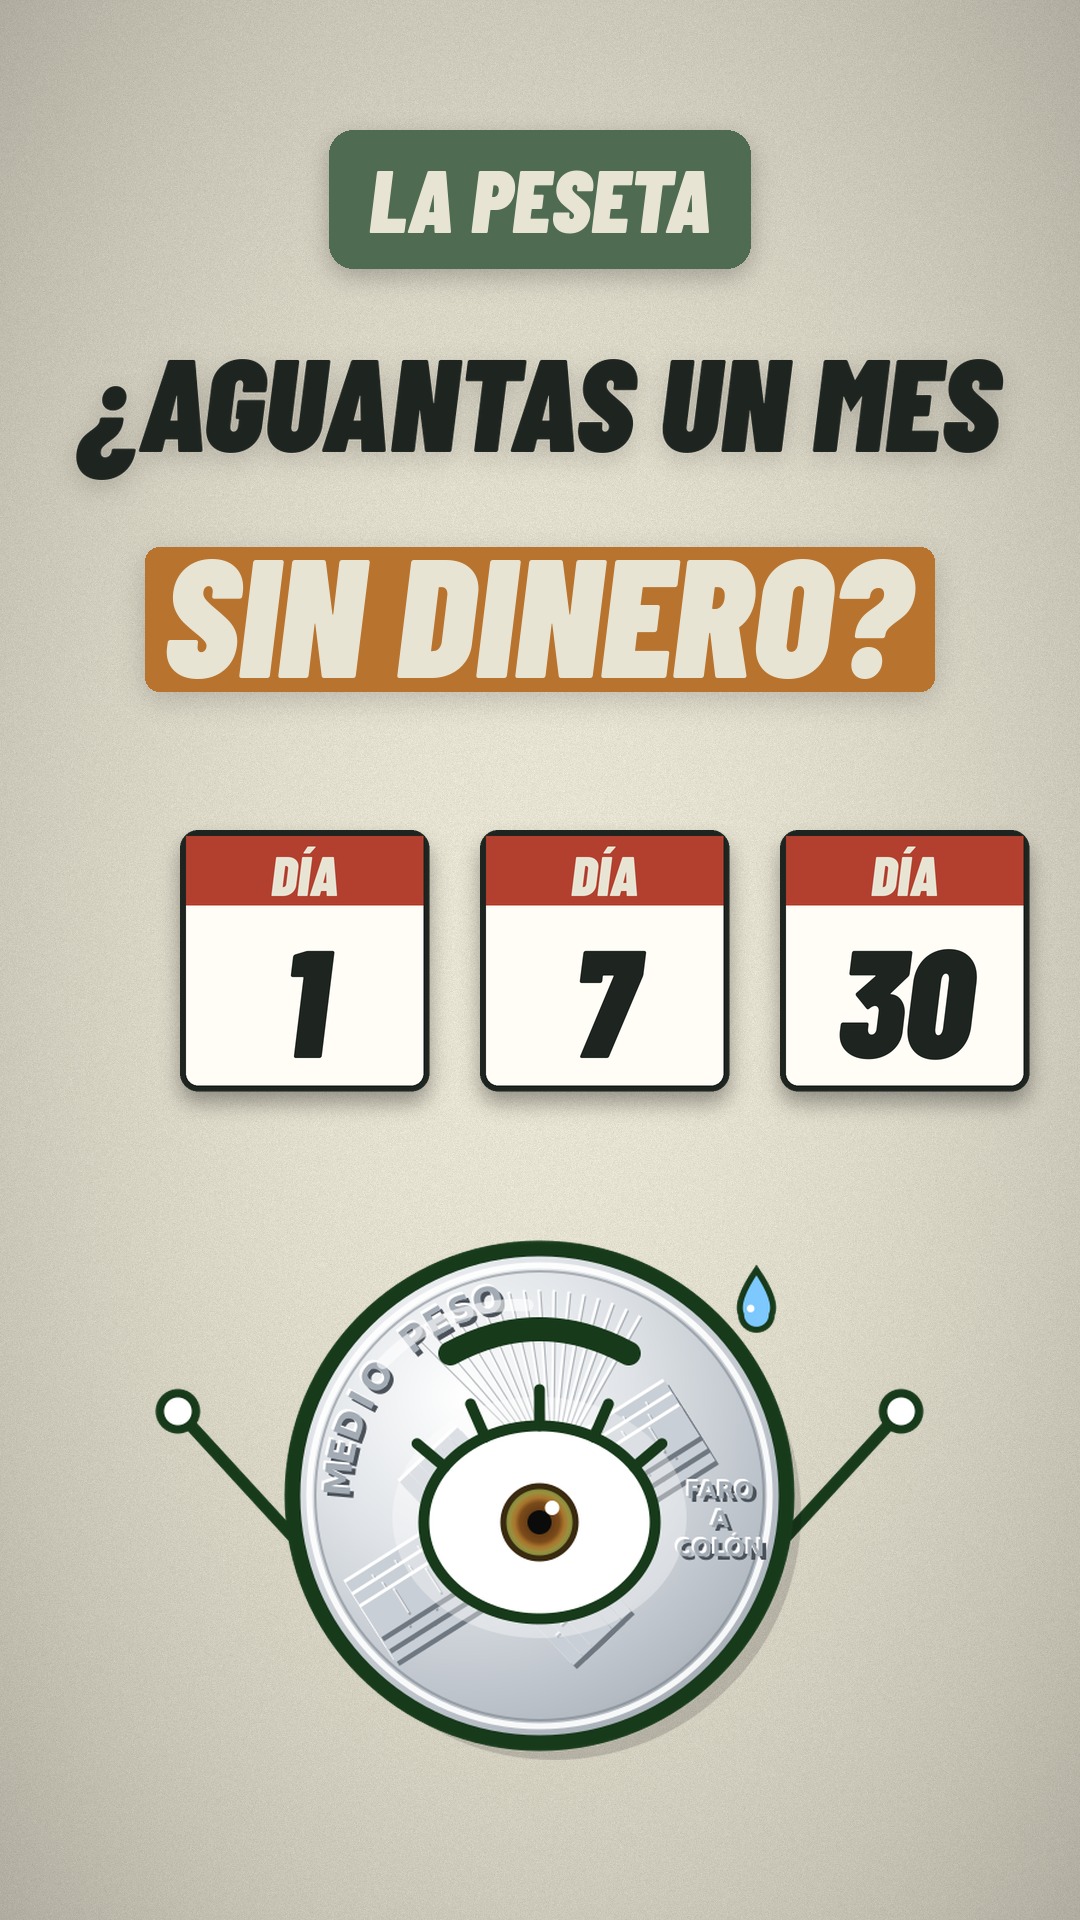 LA PESETA
¿AGUANTAS UN MES
SIN DINERO?
DÍA DÍA DÍA
1 7 30
MEDIO PESO
FARO
A
COLÓN